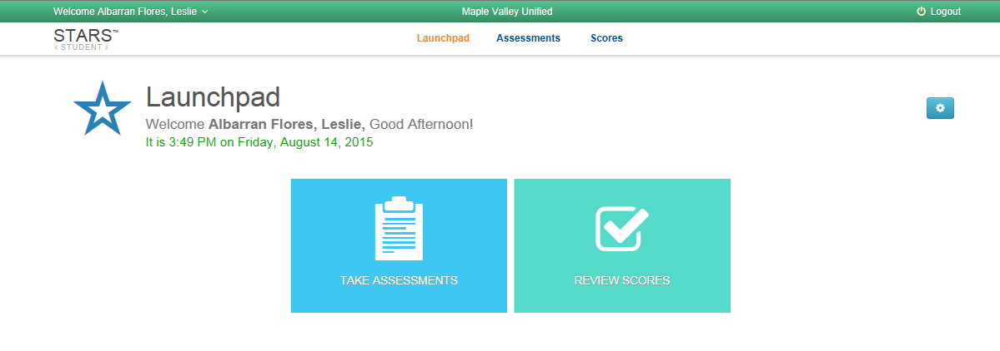 Welcome Albarran Flores, Leslie
Maple Valley Unified
Logout
STARS™
‹ STUDENT ›
Launchpad
Assessments
Scores
Launchpad
Welcome Albarran Flores, Leslie, Good Afternoon!
It is 3:49 PM on Friday, August 14, 2015
TAKE ASSESSMENTS
REVIEW SCORES